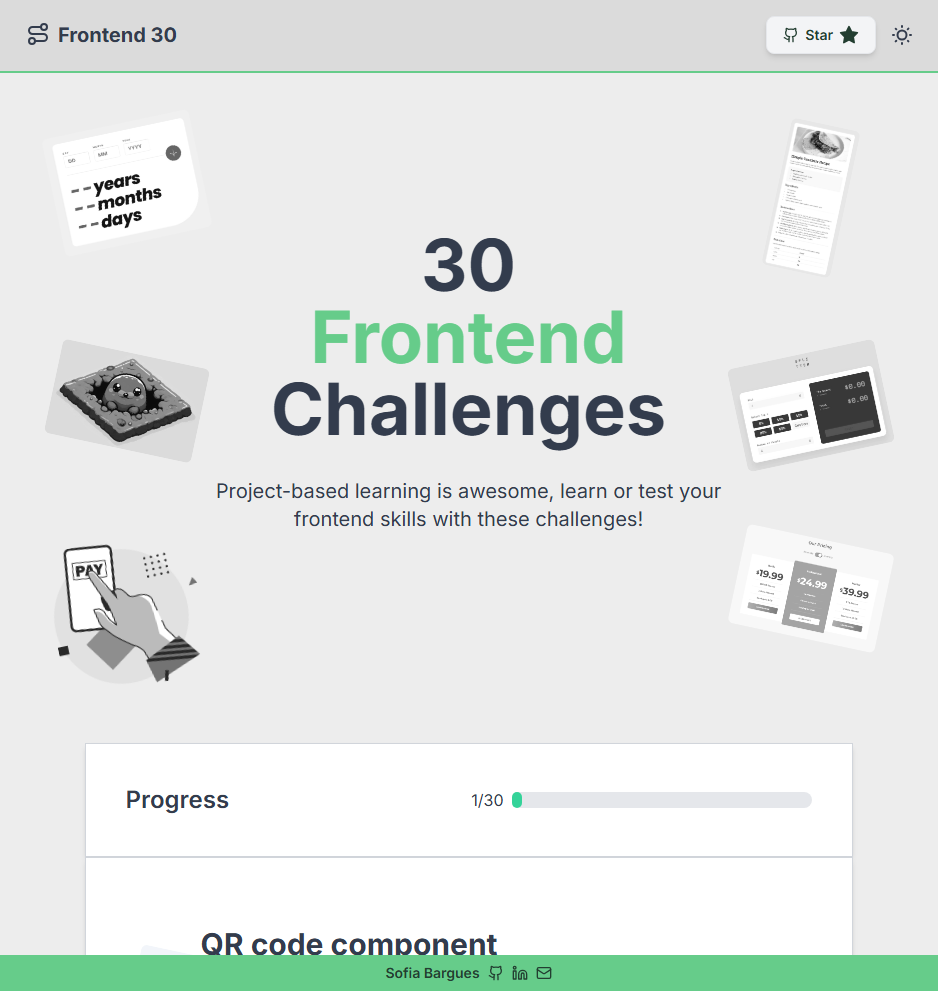 Frontend 30
Star
DD
MM
YYYY
-- years
-- months
-- days
30
Frontend
Challenges
Project-based learning is awesome, learn or test your
frontend skills with these challenges!
$0.00
$0.00
PAY
Our Pricing
$19.99
$24.99
$39.99
Progress
1/30
QR code component
Sofia Bargues